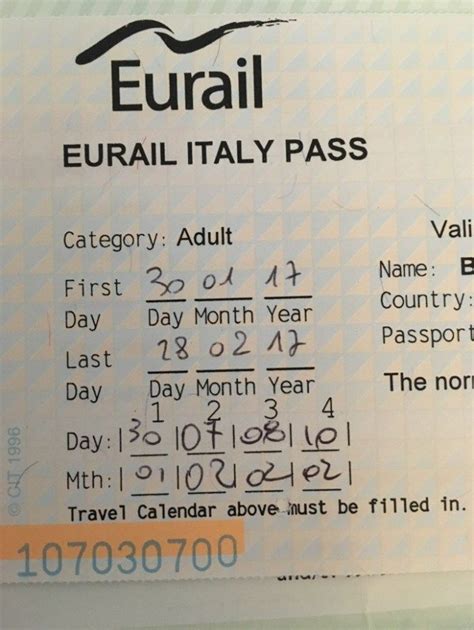 Eurail
EURAIL ITALY PASS
Vali
Category: Adult
Name: B
First 30 01 17
Country:
Day Day Month Year
Passport
Last 28 02 17
Day Day Month Year
The nor
1 2 3 4
Day: |30 |07 |08| 10|
Mth: | 01 |02| 02| 02|
Travel Calendar above must be filled in.
© CIT 1996
107030700